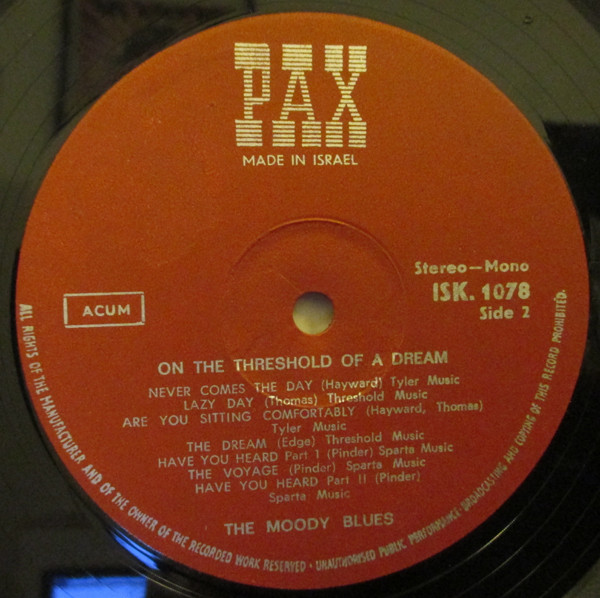 PAX
MADE IN ISRAEL
Stereo—Mono
ISK. 1078
Side 2
ACUM
ON THE THRESHOLD OF A DREAM
NEVER COMES THE DAY (Hayward) Tyler Music
LAZY DAY (Thomas) Threshold Music
ARE YOU SITTING COMFORTABLY (Hayward, Thomas)
Tyler Music
THE DREAM (Edge) Threshold Music
HAVE YOU HEARD Part 1 (Pinder) Sparta Music
THE VOYAGE (Pinder) Sparta Music
HAVE YOU HEARD Part II (Pinder)
Sparta Music
THE MOODY BLUES
ALL RIGHTS OF THE MANUFACTURER AND OF THE OWNER OF THE RECORDED WORK RESERVED · UNAUTHORISED PUBLIC PERFORMANCE · BROADCASTING AND COPYING OF THIS RECORD PROHIBITED.